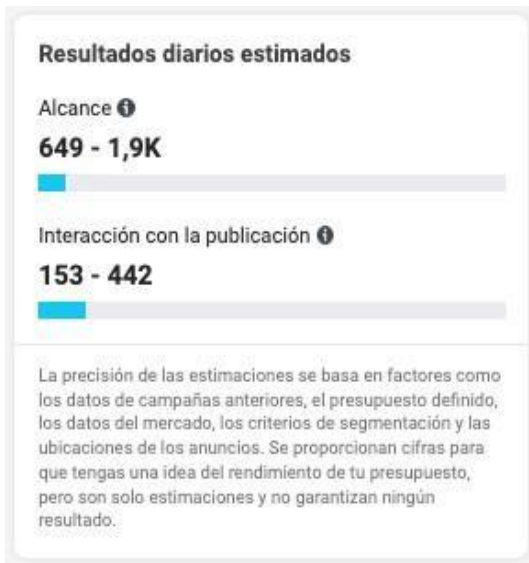 Resultados diarios estimados
Alcance
649 - 1,9K
Interacción con la publicación
153 - 442
La precisión de las estimaciones se basa en factores como
los datos de campañas anteriores, el presupuesto definido,
los datos del mercado, los criterios de segmentación y las
ubicaciones de los anuncios. Se proporcionan cifras para
que tengas una idea del rendimiento de tu presupuesto,
pero son solo estimaciones y no garantizan ningún
resultado.